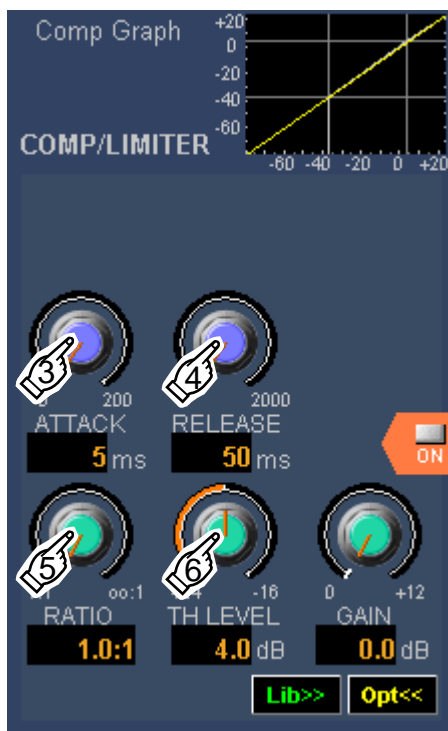 Comp Graph
+20
0
-20
-40
-60
COMP/LIMITER
-60 -40 -20 0 +20
3
4
200
2000
ATTACK
RELEASE
5 ms
50 ms
ON
5
6
oo:1
-16
0
+12
RATIO
TH LEVEL
GAIN
1.0:1
4.0 dB
0.0 dB
Lib>>
Opt<<